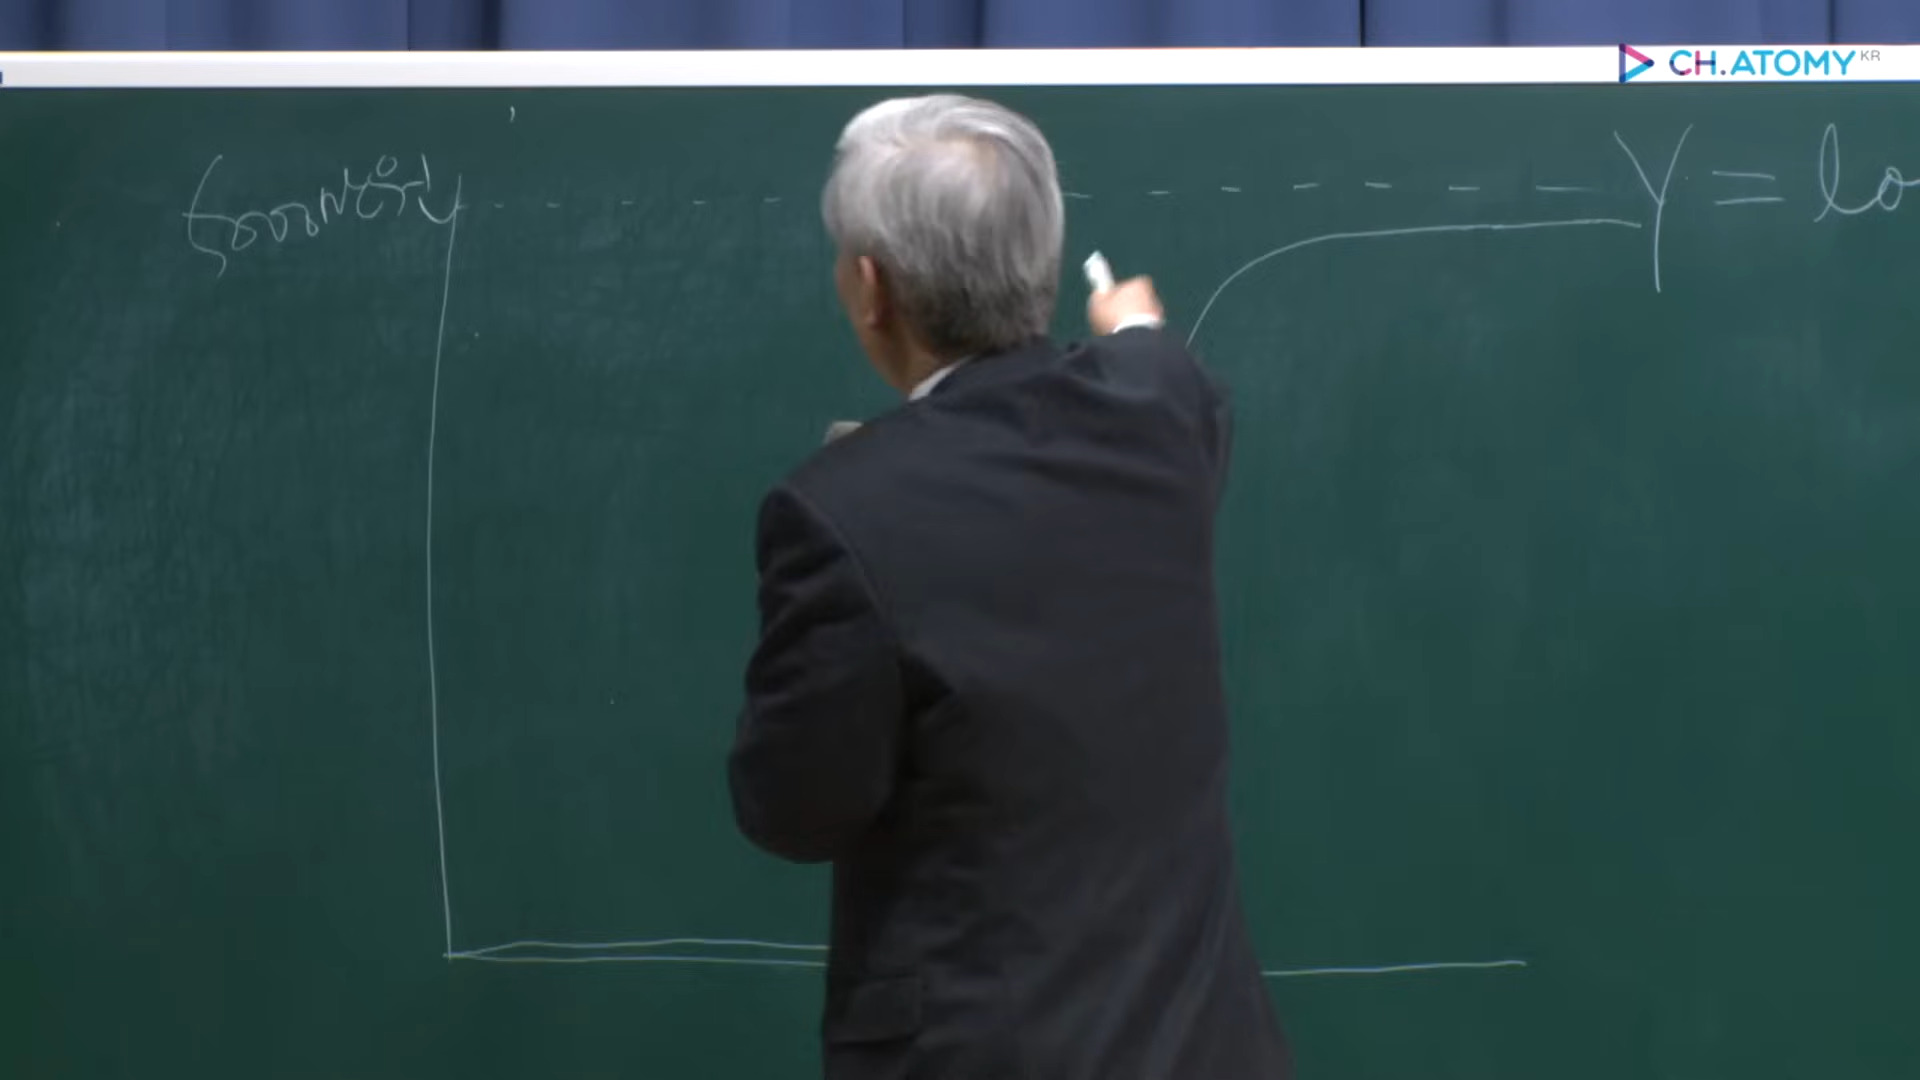 CH.ATOMY KR
5000만원
Y = lo